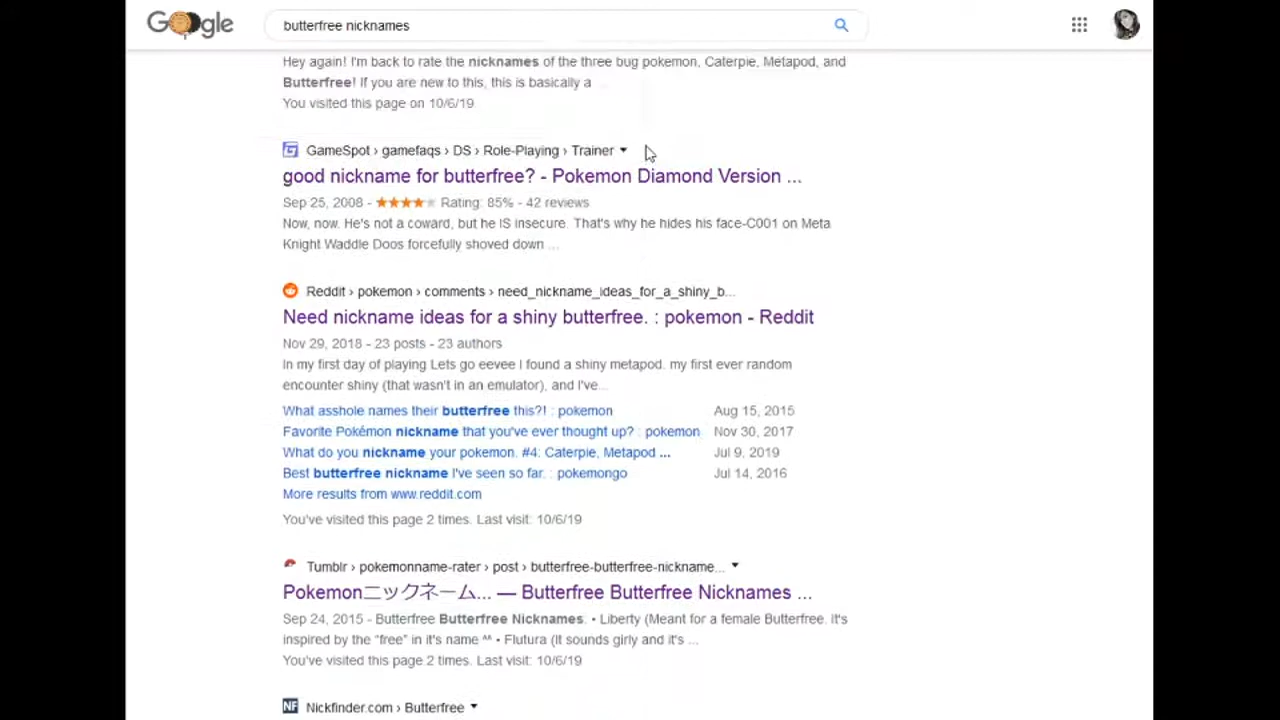 Google
butterfree nicknames
Hey again! I'm back to rate the nicknames of the three bug pokemon, Caterpie, Metapod, and
Butterfree! If you are new to this, this is basically a ...
You visited this page on 10/6/19
GameSpot › gamefaqs › DS › Role-Playing › Trainer
good nickname for butterfree? - Pokemon Diamond Version ...
Sep 25, 2008 - Rating: 85% - 42 reviews
Now, now. He's not a coward, but he IS insecure. That's why he hides his face-C001 on Meta
Knight Waddle Doos forcefully shoved down ...
Reddit › pokemon › comments › need_nickname_ideas_for_a_shiny_b...
Need nickname ideas for a shiny butterfree. : pokemon - Reddit
Nov 29, 2018 - 23 posts - 23 authors
In my first day of playing Lets go eevee I found a shiny metapod. my first ever random
encounter shiny (that wasn't in an emulator), and I've...
What asshole names their butterfree this?! : pokemon Aug 15, 2015
Favorite Pokémon nickname that you've ever thought up? : pokemon Nov 30, 2017
What do you nickname your pokemon. #4: Caterpie, Metapod ... Jul 9, 2019
Best butterfree nickname I've seen so far. : pokemongo Jul 14, 2016
More results from www.reddit.com
You've visited this page 2 times. Last visit: 10/6/19
Tumblr › pokemonname-rater › post › butterfree-butterfree-nickname...
Pokemonニックネーム... — Butterfree Butterfree Nicknames ...
Sep 24, 2015 - Butterfree Butterfree Nicknames. • Liberty (Meant for a female Butterfree. It's
inspired by the "free" in it's name ^^ • Flutura (It sounds girly and it's ...
You've visited this page 2 times. Last visit: 10/6/19
NF Nickfinder.com › Butterfree